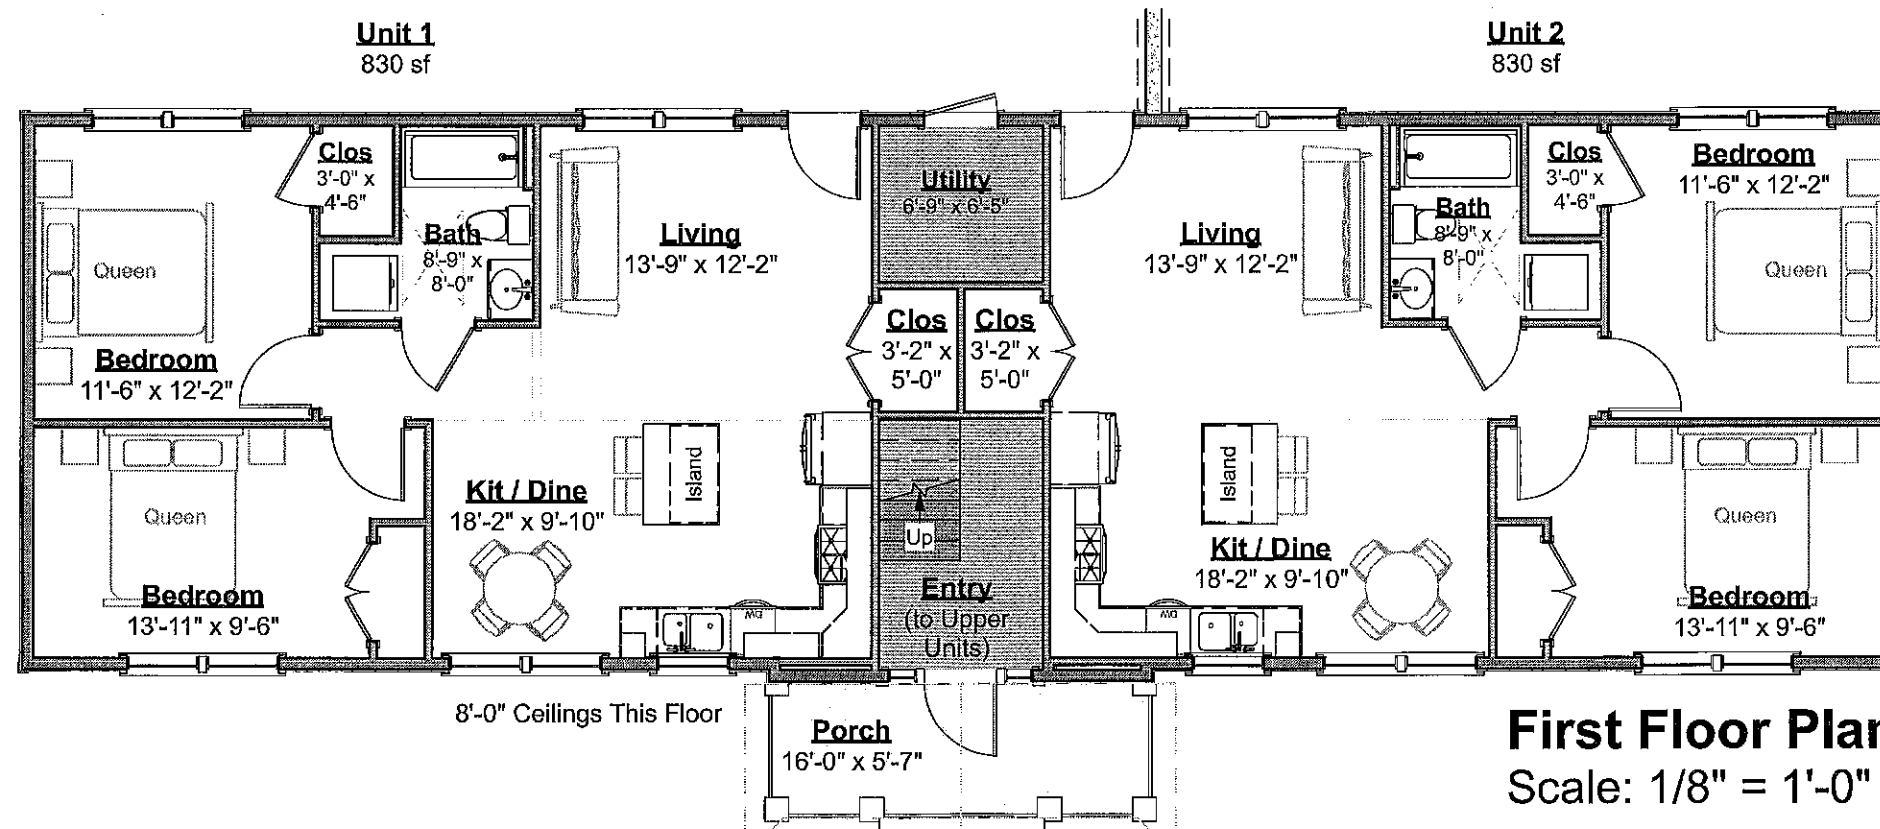 Unit 1
830 sf
Unit 2
830 sf
Clos
3'-0" x
4'-6"
Bath
8'-9" x
8'-0"
Living
13'-9" x 12'-2"
Utility
6'-9" x 6'-5"
Living
13'-9" x 12'-2"
Bath
8'-9" x
8'-0"
Clos
3'-0" x
4'-6"
Bedroom
11'-6" x 12'-2"
Queen
Queen
Bedroom
11'-6" x 12'-2"
Clos
3'-2" x
5'-0"
Clos
3'-2" x
5'-0"
Queen
Bedroom
13'-11" x 9'-6"
Kit / Dine
18'-2" x 9'-10"
Island
DW
Up
Entry
(to Upper
Units)
Island
DW
Kit / Dine
18'-2" x 9'-10"
Queen
Bedroom
13'-11" x 9'-6"
8'-0" Ceilings This Floor
Porch
16'-0" x 5'-7"
First Floor Plan
Scale: 1/8" = 1'-0"